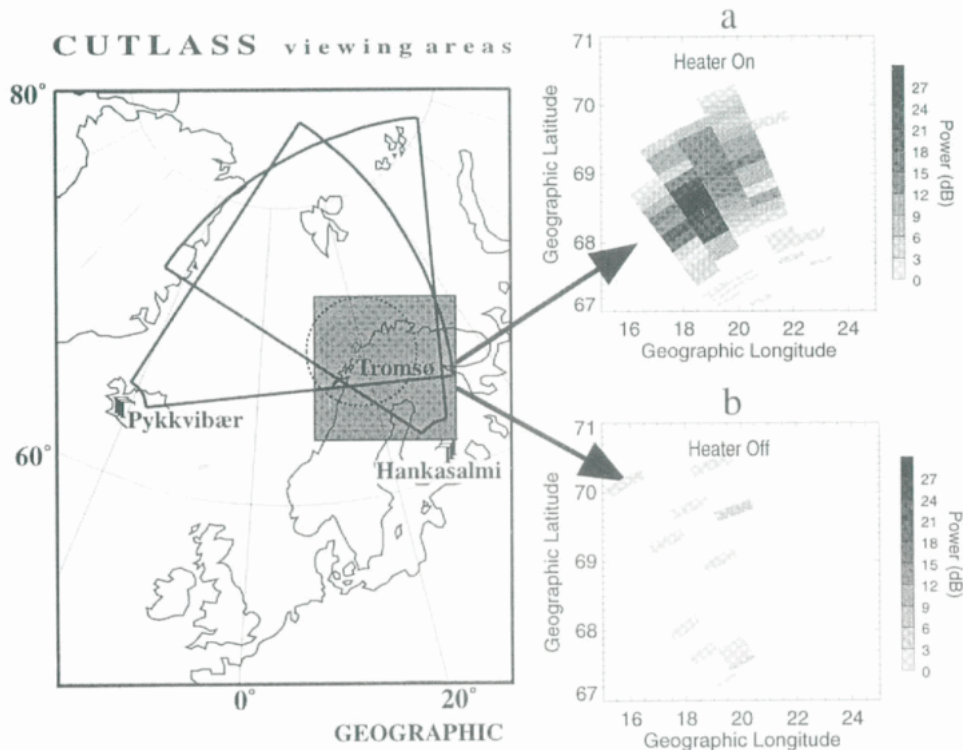 CUTLASS viewing areas
80°
60°
0°
20°
GEOGRAPHIC
Pykkvibær
Tromsø
Hankasalmi
a
Heater On
71
70
69
68
67
16 18 20 22 24
Geographic Latitude
Geographic Longitude
27
24
21
18
15
12
9
6
3
0
Power (dB)
b
Heater Off
71
70
69
68
67
16 18 20 22 24
Geographic Latitude
Geographic Longitude
27
24
21
18
15
12
9
6
3
0
Power (dB)